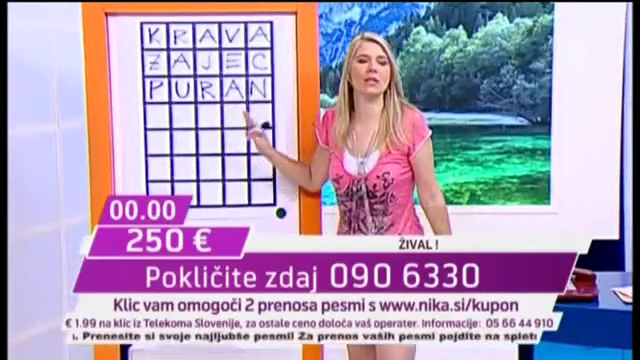 KRAVA
ZAJEC
PURAN
00.00
250 €
ŽIVAL !
Pokličite zdaj 090 6330
Klic vam omogoči 2 prenosa pesmi s www.nika.si/kupon
€ 1.99 na klic iz Telekoma Slovenije, za ostale ceno določa vaš operater. Informacije: 05 66 44 910
. Prenesite si svoje najljubše pesmi! Za prenos vaših pesmi pojdite na splet